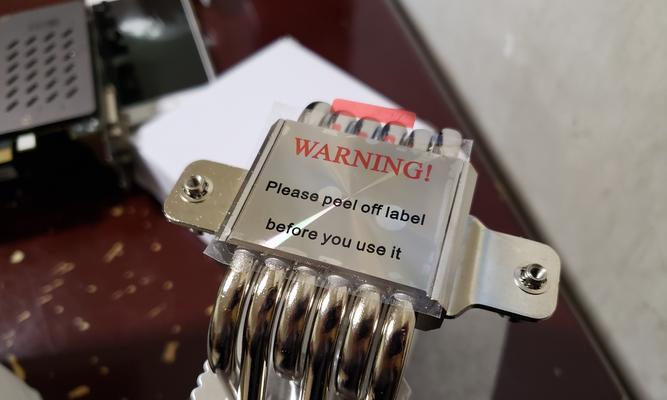 WARNING!
Please peel off label
before you use it